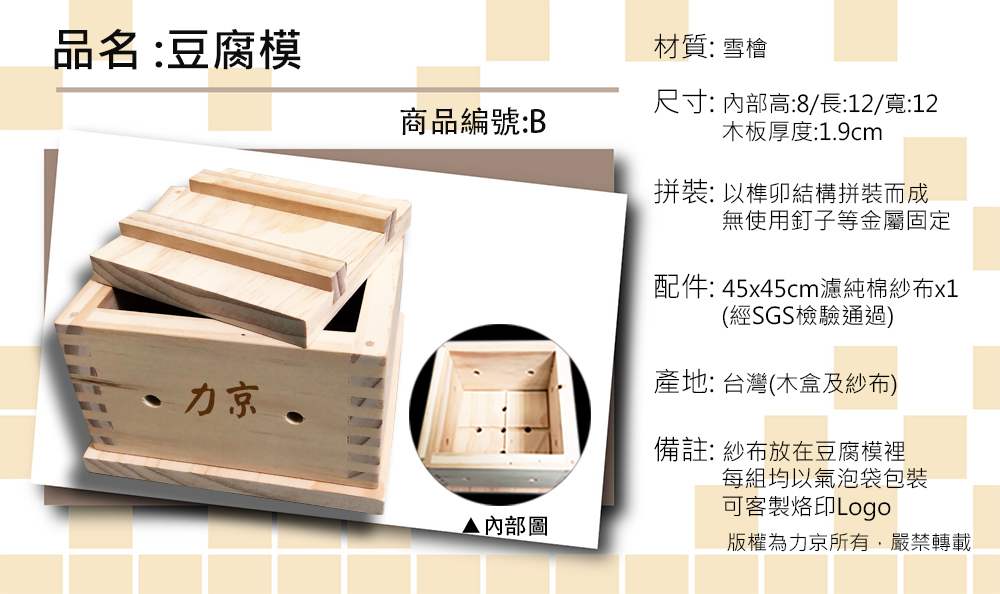 品名 :豆腐模
商品編號:B
力京
▲內部圖
材質: 雪檜
尺寸: 內部高:8/長:12/寬:12
木板厚度:1.9cm
拼裝: 以榫卯結構拼裝而成
無使用釘子等金屬固定
配件: 45x45cm濾純棉紗布x1
(經SGS檢驗通過)
產地: 台灣(木盒及紗布)
備註: 紗布放在豆腐模裡
每組均以氣泡袋包裝
可客製烙印Logo
版權為力京所有，嚴禁轉載